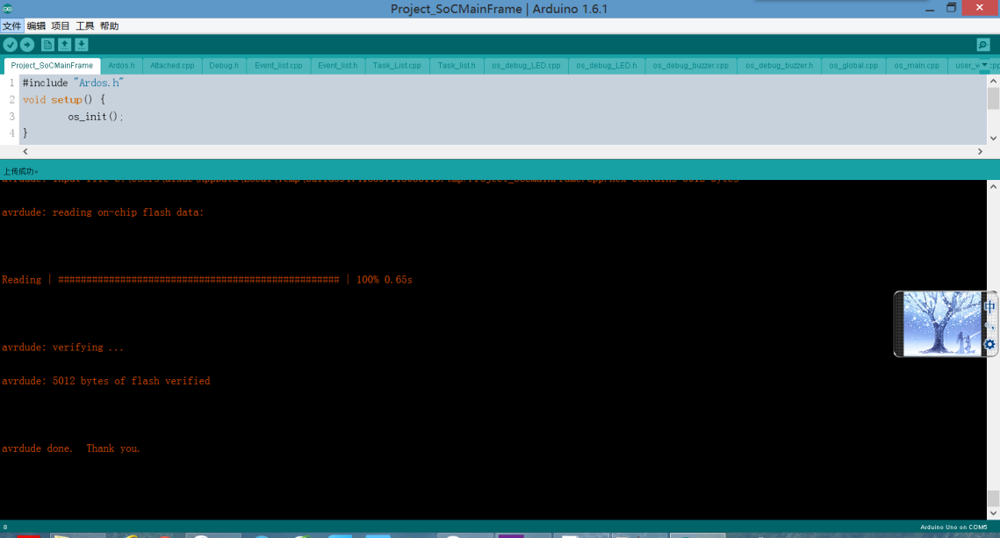 Project_SoCMainFrame | Arduino 1.6.1
文件 编辑 项目 工具 帮助
Project_SoCMainFrame Ardos.h Attached.cpp Debug.h Event_list.cpp Event_list.h Task_List.cpp Task_list.h os_debug_LED.cpp os_debug_LED.h os_debug_buzzer.cpp os_debug_buzzer.h os_global.cpp os_main.cpp
1 #include "Ardos.h"
2 void setup() {
3 os_init();
4 }
上传成功。
avrdude: reading on-chip flash data:
Reading | ################################################## | 100% 0.65s
中
avrdude: verifying ...
avrdude: 5012 bytes of flash verified
avrdude done. Thank you.
8
Arduino Uno on COM5